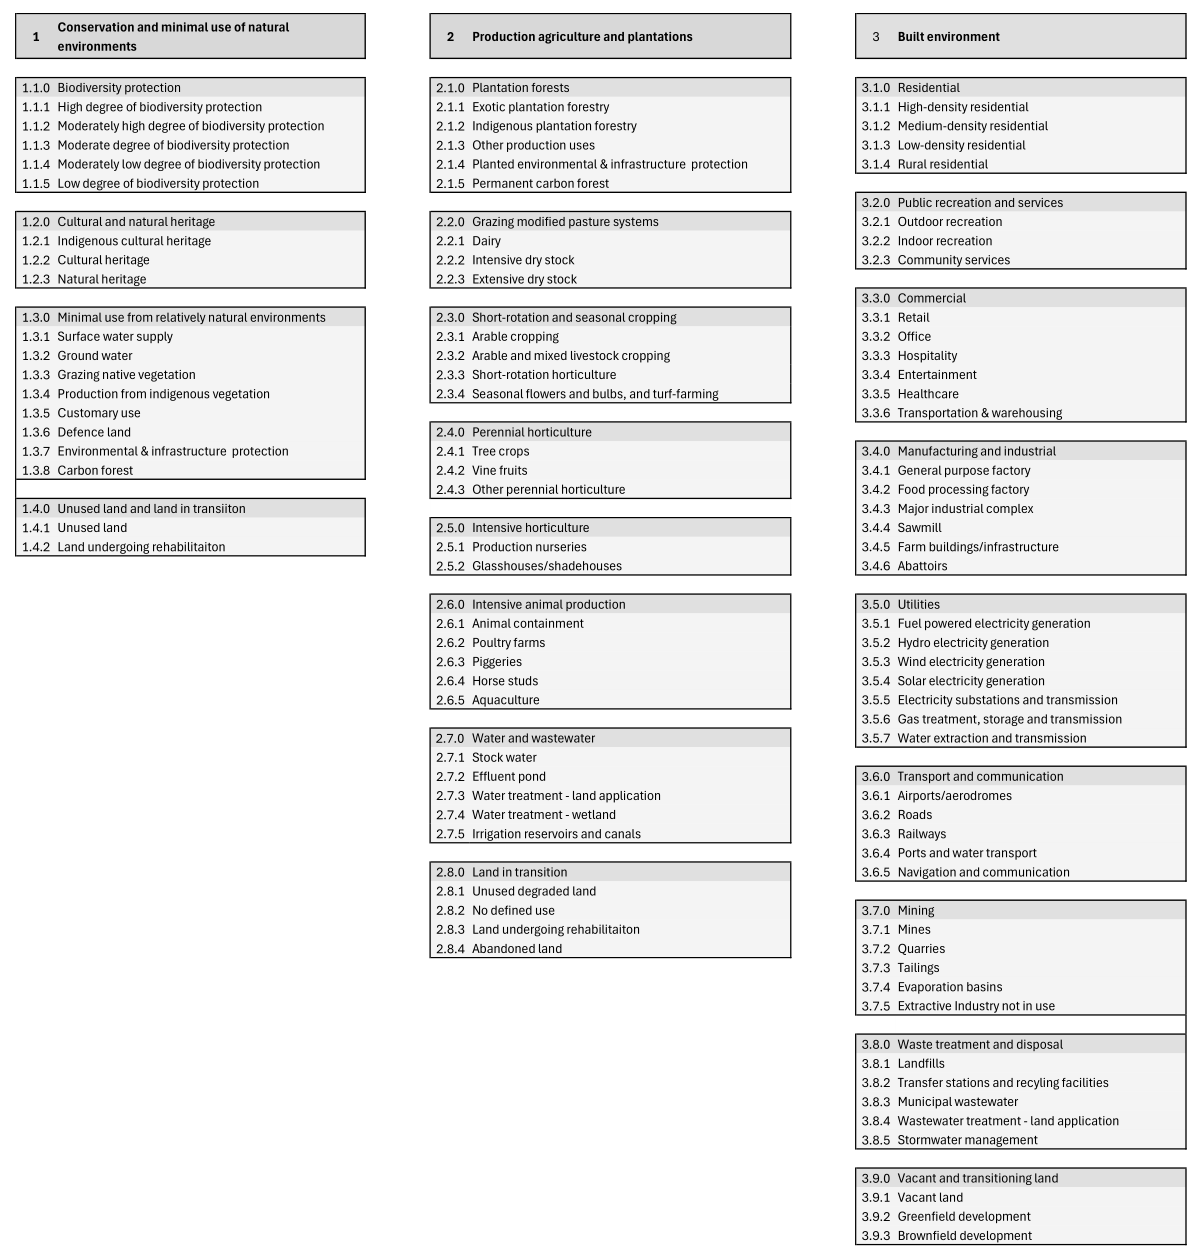 1 Conservation and minimal use of natural
environments
1.1.0 Biodiversity protection
1.1.1 High degree of biodiversity protection
1.1.2 Moderately high degree of biodiversity protection
1.1.3 Moderate degree of biodiversity protection
1.1.4 Moderately low degree of biodiversity protection
1.1.5 Low degree of biodiversity protection
1.2.0 Cultural and natural heritage
1.2.1 Indigenous cultural heritage
1.2.2 Cultural heritage
1.2.3 Natural heritage
1.3.0 Minimal use from relatively natural environments
1.3.1 Surface water supply
1.3.2 Ground water
1.3.3 Grazing native vegetation
1.3.4 Production from indigenous vegetation
1.3.5 Customary use
1.3.6 Defence land
1.3.7 Environmental & infrastructure protection
1.3.8 Carbon forest
1.4.0 Unused land and land in transiiton
1.4.1 Unused land
1.4.2 Land undergoing rehabilitaiton
2 Production agriculture and plantations
2.1.0 Plantation forests
2.1.1 Exotic plantation forestry
2.1.2 Indigenous plantation forestry
2.1.3 Other production uses
2.1.4 Planted environmental & infrastructure protection
2.1.5 Permanent carbon forest
2.2.0 Grazing modified pasture systems
2.2.1 Dairy
2.2.2 Intensive dry stock
2.2.3 Extensive dry stock
2.3.0 Short-rotation and seasonal cropping
2.3.1 Arable cropping
2.3.2 Arable and mixed livestock cropping
2.3.3 Short-rotation horticulture
2.3.4 Seasonal flowers and bulbs, and turf-farming
2.4.0 Perennial horticulture
2.4.1 Tree crops
2.4.2 Vine fruits
2.4.3 Other perennial horticulture
2.5.0 Intensive horticulture
2.5.1 Production nurseries
2.5.2 Glasshouses/shadehouses
2.6.0 Intensive animal production
2.6.1 Animal containment
2.6.2 Poultry farms
2.6.3 Piggeries
2.6.4 Horse studs
2.6.5 Aquaculture
2.7.0 Water and wastewater
2.7.1 Stock water
2.7.2 Effluent pond
2.7.3 Water treatment - land application
2.7.4 Water treatment - wetland
2.7.5 Irrigation reservoirs and canals
2.8.0 Land in transition
2.8.1 Unused degraded land
2.8.2 No defined use
2.8.3 Land undergoing rehabilitaiton
2.8.4 Abandoned land
3 Built environment
3.1.0 Residential
3.1.1 High-density residential
3.1.2 Medium-density residential
3.1.3 Low-density residential
3.1.4 Rural residential
3.2.0 Public recreation and services
3.2.1 Outdoor recreation
3.2.2 Indoor recreation
3.2.3 Community services
3.3.0 Commercial
3.3.1 Retail
3.3.2 Office
3.3.3 Hospitality
3.3.4 Entertainment
3.3.5 Healthcare
3.3.6 Transportation & warehousing
3.4.0 Manufacturing and industrial
3.4.1 General purpose factory
3.4.2 Food processing factory
3.4.3 Major industrial complex
3.4.4 Sawmill
3.4.5 Farm buildings/infrastructure
3.4.6 Abattoirs
3.5.0 Utilities
3.5.1 Fuel powered electricity generation
3.5.2 Hydro electricity generation
3.5.3 Wind electricity generation
3.5.4 Solar electricity generation
3.5.5 Electricity substations and transmission
3.5.6 Gas treatment, storage and transmission
3.5.7 Water extraction and transmission
3.6.0 Transport and communication
3.6.1 Airports/aerodromes
3.6.2 Roads
3.6.3 Railways
3.6.4 Ports and water transport
3.6.5 Navigation and communication
3.7.0 Mining
3.7.1 Mines
3.7.2 Quarries
3.7.3 Tailings
3.7.4 Evaporation basins
3.7.5 Extractive Industry not in use
3.8.0 Waste treatment and disposal
3.8.1 Landfills
3.8.2 Transfer stations and recyling facilities
3.8.3 Municipal wastewater
3.8.4 Wastewater treatment - land application
3.8.5 Stormwater management
3.9.0 Vacant and transitioning land
3.9.1 Vacant land
3.9.2 Greenfield development
3.9.3 Brownfield development